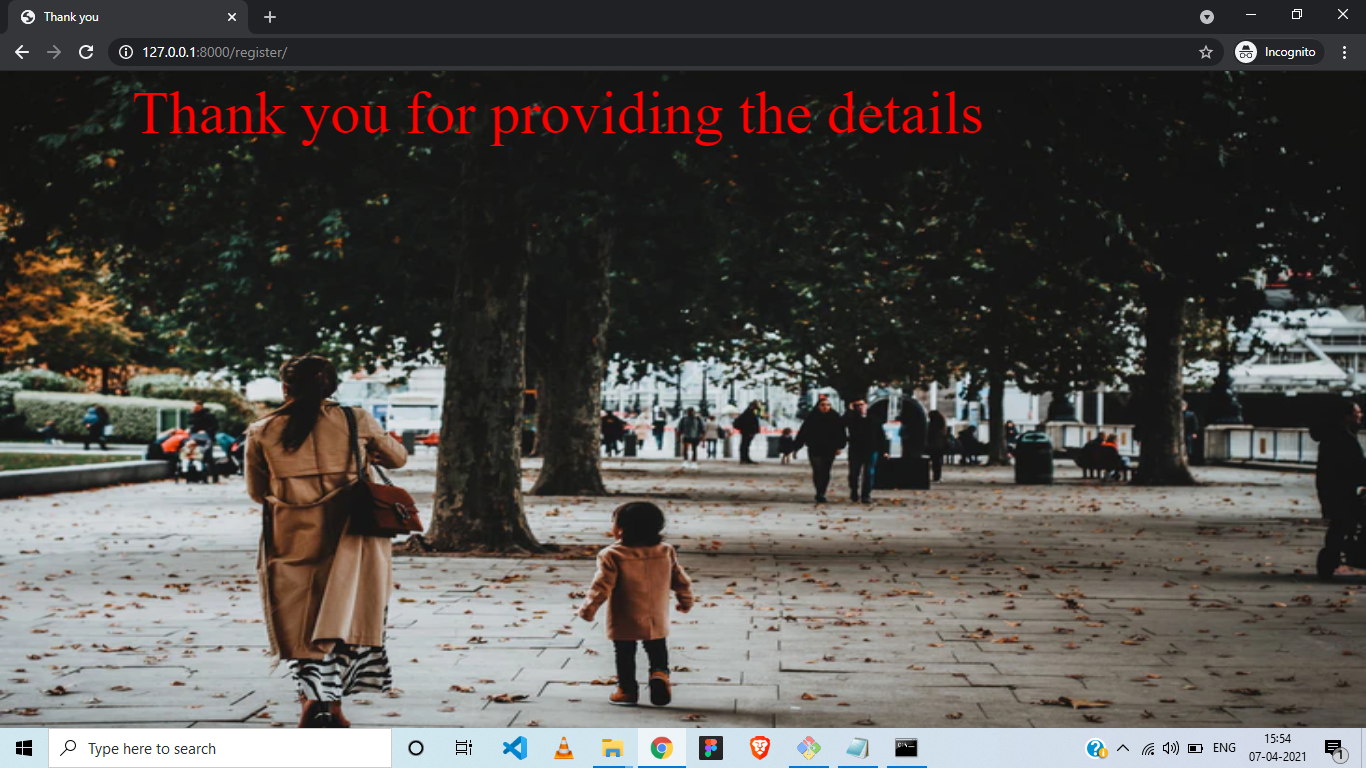 Thank you
127.0.0.1:8000/register/
Incognito
Thank you for providing the details
Type here to search
ENG
15:54
07-04-2021
1